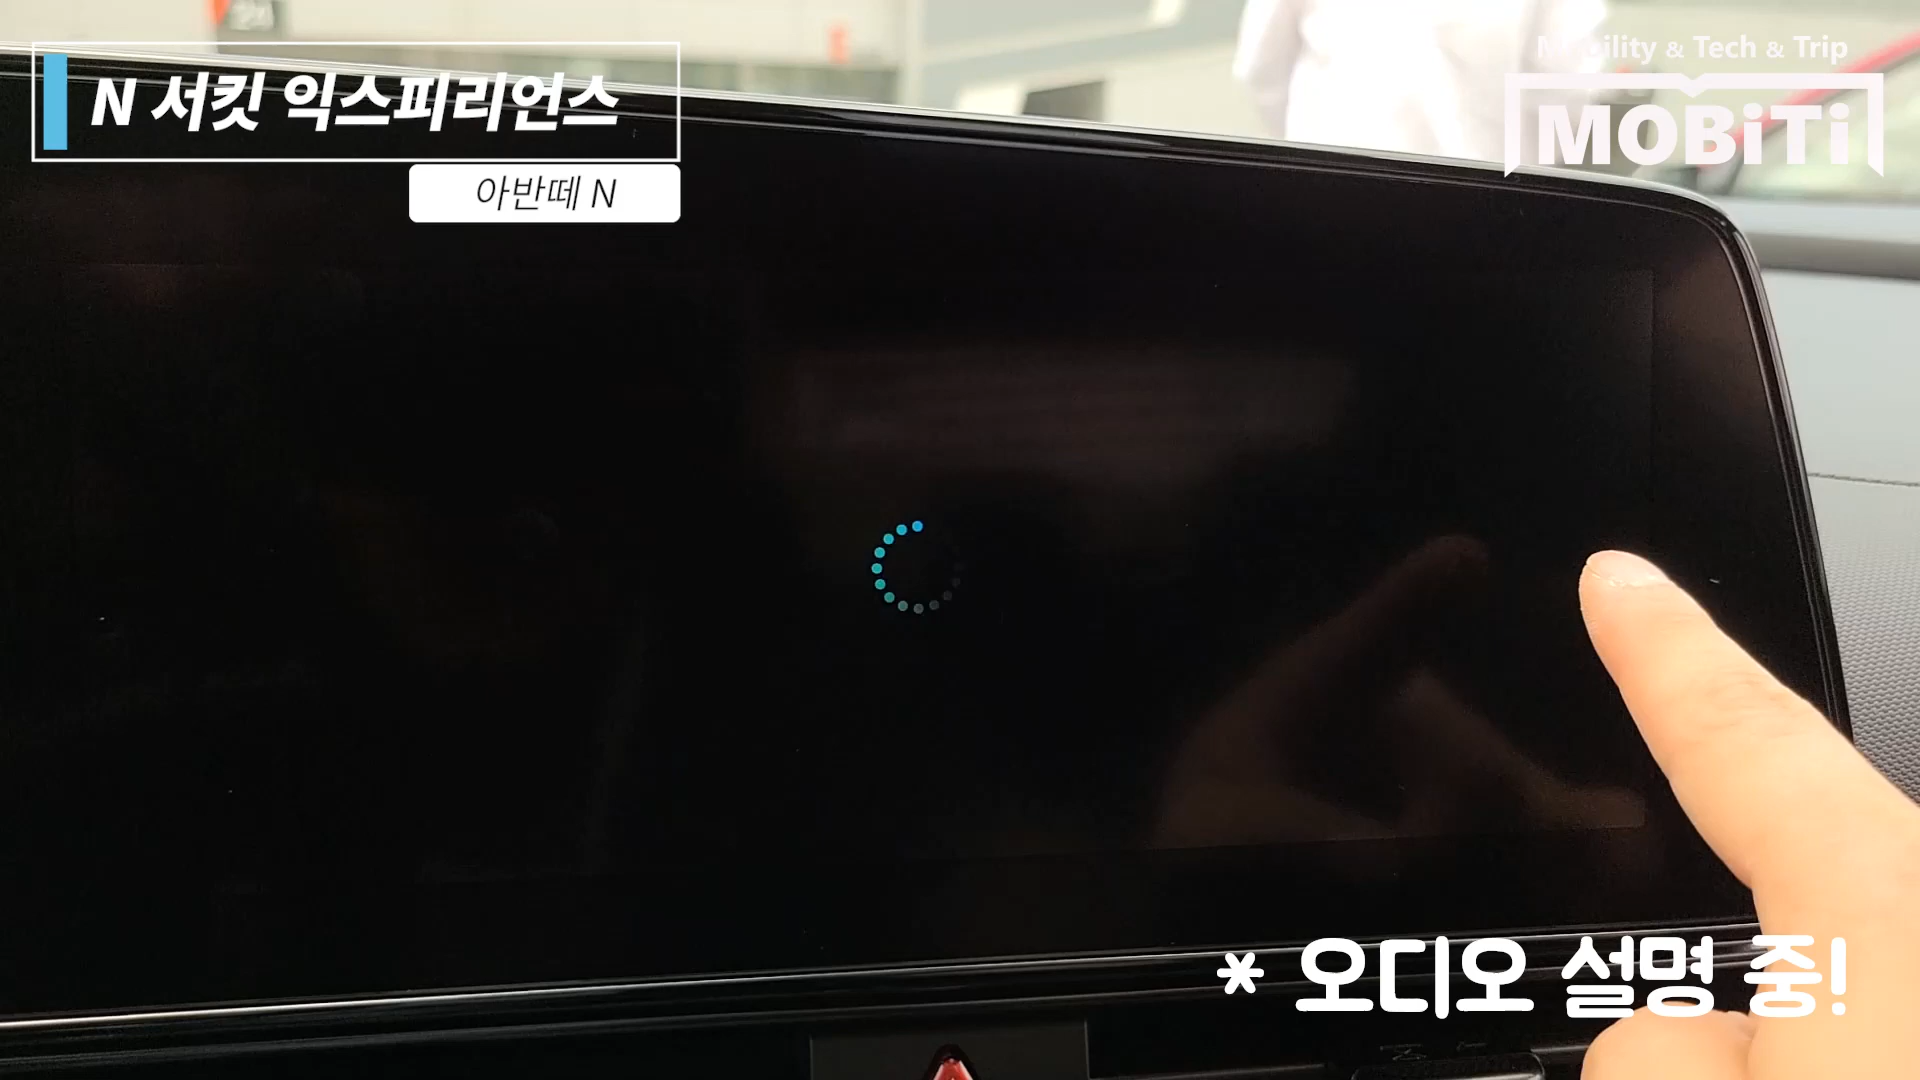 N 서킷 익스피리언스
아반떼 N
Mobility & Tech & Trip
MOBiTi
* 오디오 설명 중!